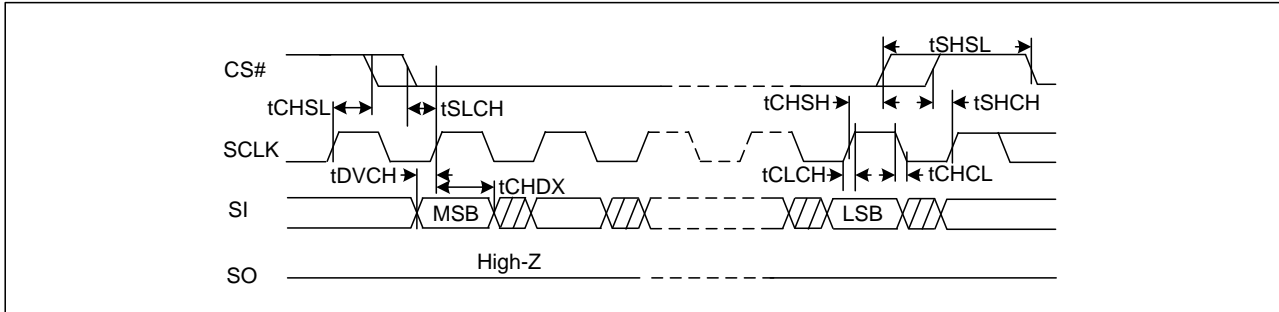 tSHSL
CS#
tCHSL
tSLCH
tCHSH
tSHCH
SCLK
tDVCH
tCHDX
tCLCH
tCHCL
SI
MSB
LSB
High-Z
SO